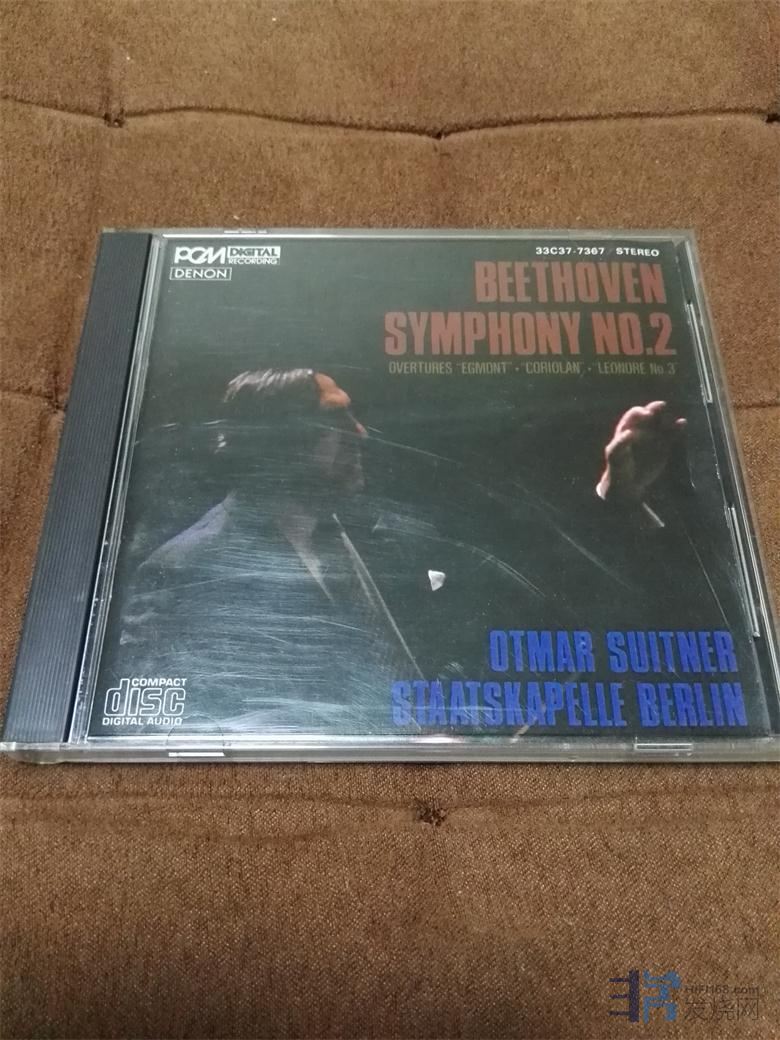 PCM DIGITAL RECORDING
DENON
33C37-7367 STEREO
BEETHOVEN
SYMPHONY NO.2
OVERTURES "EGMONT"·"CORIOLAN"·"LEONORE No.3"
OTMAR SUITNER
STAATSKAPELLE BERLIN
COMPACT
disc
DIGITAL AUDIO
HIFI168.com
发烧网